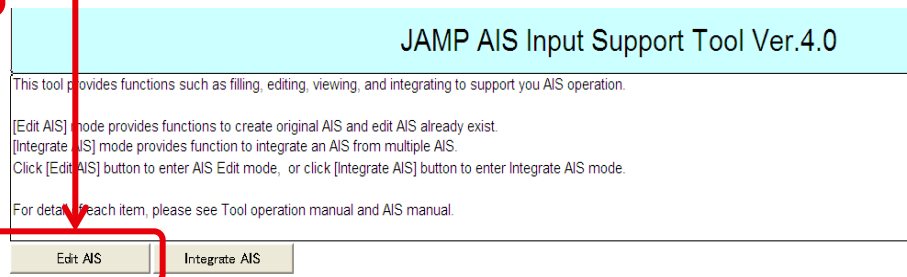 JAMP AIS Input Support Tool Ver.4.0
This tool provides functions such as filling, editing, viewing, and integrating to support you AIS operation.
[Edit AIS] mode provides functions to create original AIS and edit AIS already exist.
[Integrate AIS] mode provides function to integrate an AIS from multiple AIS.
Click [Edit AIS] button to enter AIS Edit mode, or click [Integrate AIS] button to enter Integrate AIS mode.
For detail of each item, please see Tool operation manual and AIS manual.
Edit AIS
Integrate AIS